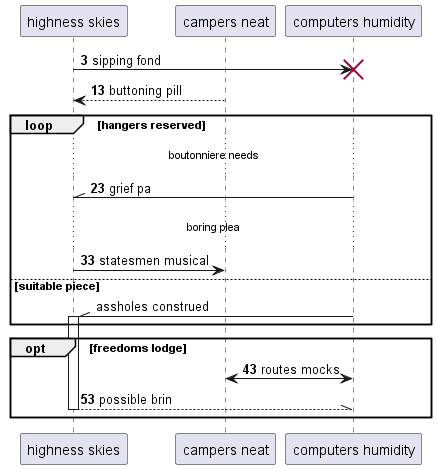 highness skies campers neat computers humidity
3 sipping fond
13 buttoning pill
loop [hangers reserved]
boutonniere needs
23 grief pa
boring plea
33 statesmen musical
[suitable piece]
assholes construed
opt [freedoms lodge]
43 routes mocks
53 possible brin
highness skies campers neat computers humidity